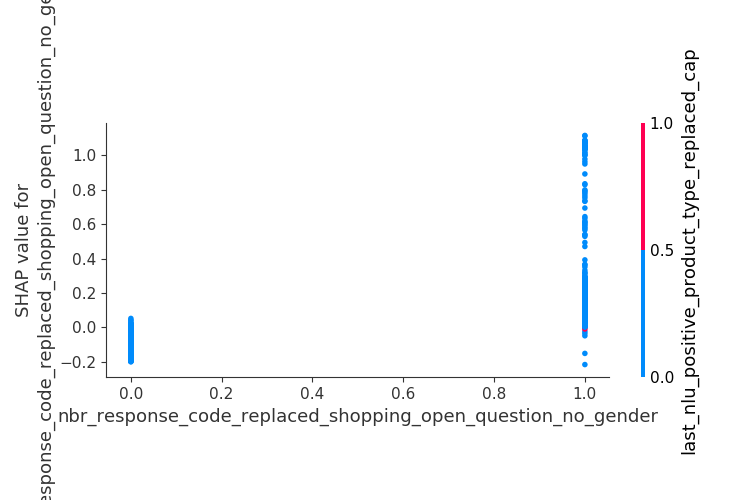 SHAP value for
esponse_code_replaced_shopping_open_question_no_ge
1.0
0.8
0.6
0.4
0.2
0.0
−0.2
0.0 0.2 0.4 0.6 0.8 1.0
nbr_response_code_replaced_shopping_open_question_no_gender
1.0
0.5
0.0
last_nlu_positive_product_type_replaced_cap